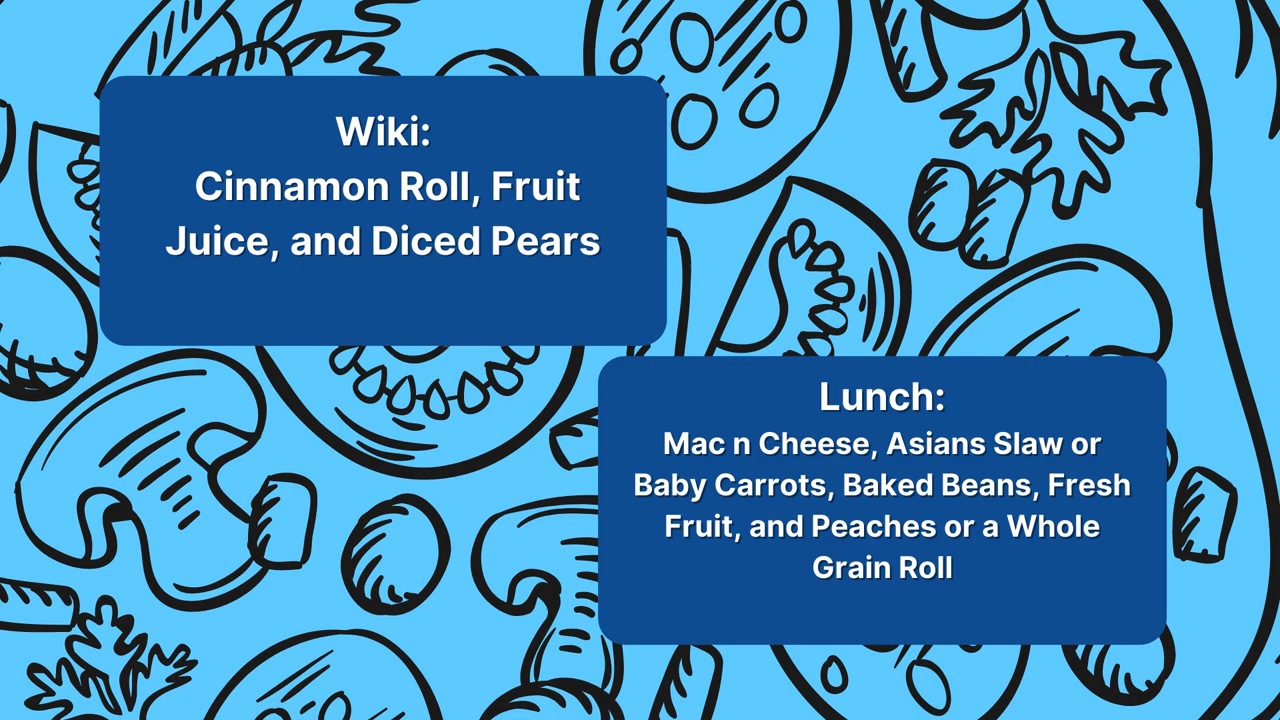 Wiki:
Cinnamon Roll, Fruit
Juice, and Diced Pears
Lunch:
Mac n Cheese, Asians Slaw or
Baby Carrots, Baked Beans, Fresh
Fruit, and Peaches or a Whole
Grain Roll